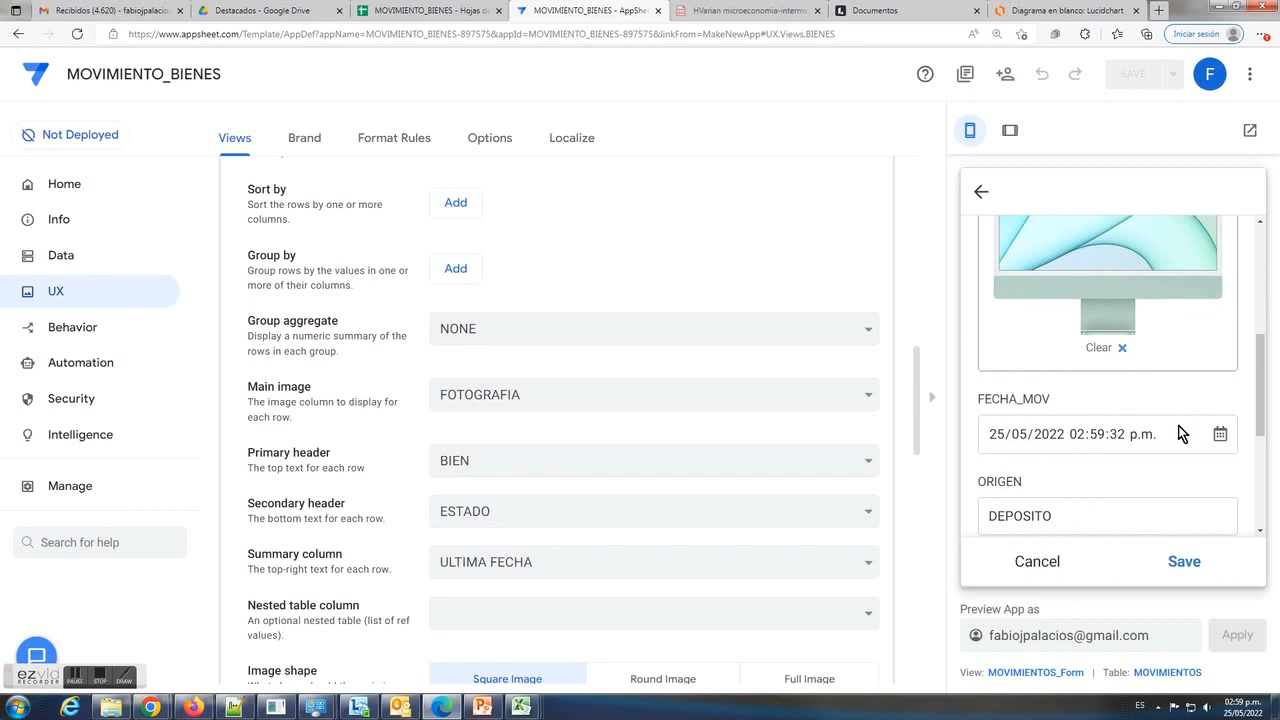 Recibidos (4.620) - fabiojpalacios
Destacados - Google Drive
MOVIMIENTO_BIENES - Hojas de
MOVIMIENTO_BIENES - AppSheet
HVarian microeconomia-interme
Documentos
Diagrama en blanco: Lucidchart
https://www.appsheet.com/Template/AppDef?appName=MOVIMIENTO_BIENES-897575&appId=MOVIMIENTO_BIENES-897575&linkFrom=MakeNewApp#UX.Views.BIENES
Iniciar sesión
MOVIMIENTO_BIENES
SAVE
F
Not Deployed
Views
Brand
Format Rules
Options
Localize
Home
Info
Data
UX
Behavior
Automation
Security
Intelligence
Manage
Search for help
Sort by
Sort the rows by one or more
columns.
Add
Group by
Group rows by the values in one or
more of their columns.
Add
Group aggregate
Display a numeric summary of the
rows in each group.
NONE
Main image
The image column to display for
each row.
FOTOGRAFIA
Primary header
The top text for each row
BIEN
Secondary header
The bottom text for each row.
ESTADO
Summary column
The top-right text for each row.
ULTIMA FECHA
Nested table column
An optional nested table (list of ref
values).
Image shape
Square Image
Round Image
Full Image
Clear
FECHA_MOV
25/05/2022 02:59:32 p.m.
ORIGEN
DEPOSITO
Cancel
Save
Preview App as
fabiojpalacios@gmail.com
Apply
View: MOVIMIENTOS_Form | Table: MOVIMIENTOS
ezvid
RECORDER
PAUSE
STOP
DRAW
ES
02:59 p.m.
25/05/2022